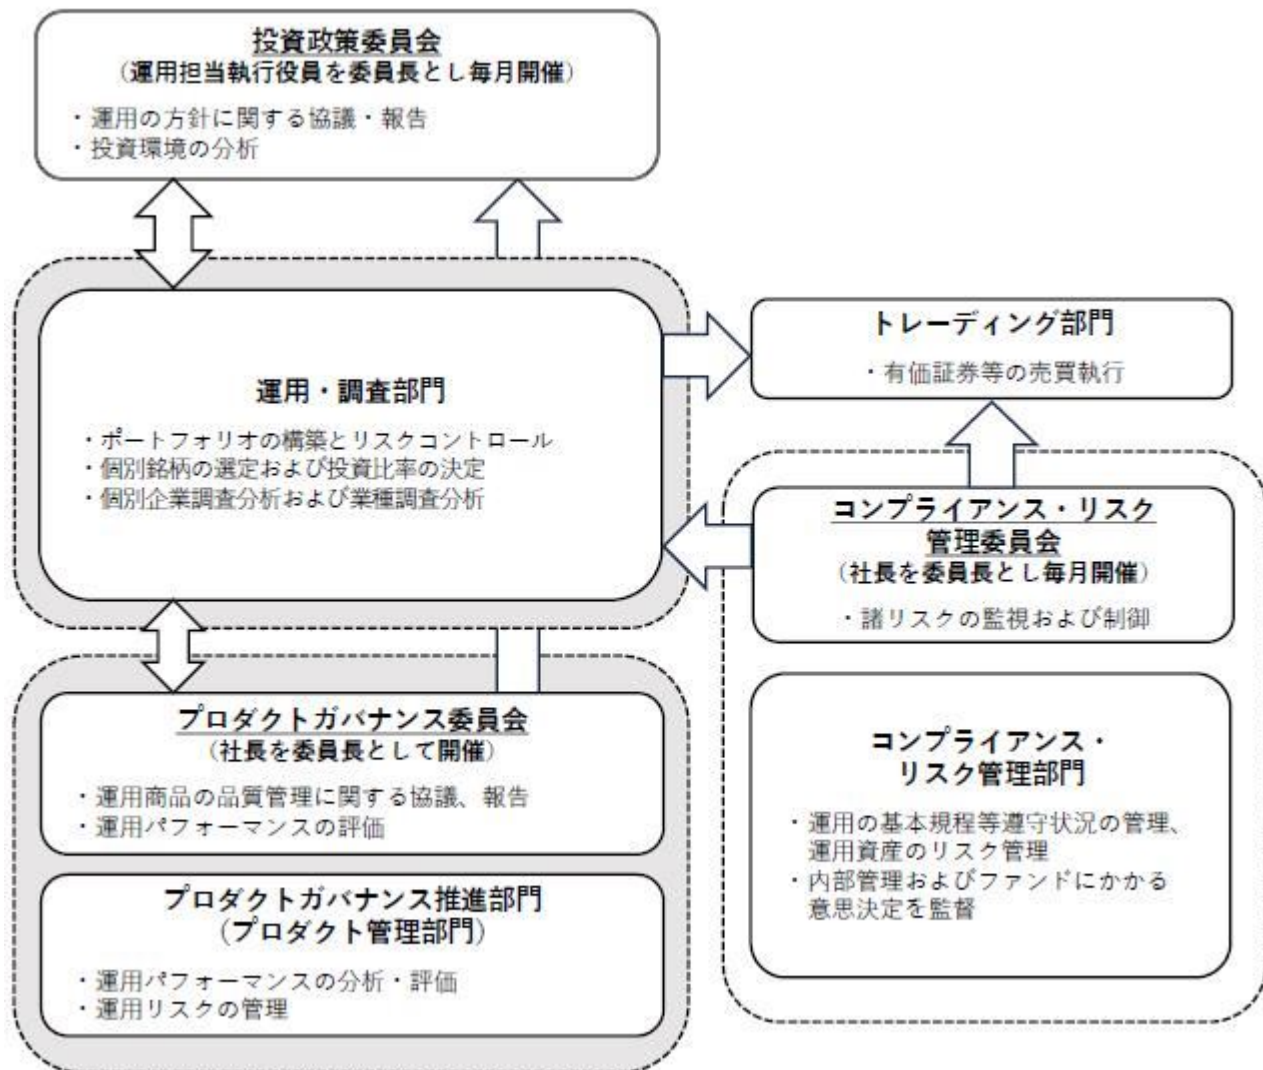 投資政策委員会
（運用担当執行役員を委員長とし毎月開催）
・運用の方針に関する協議・報告
・投資環境の分析
運用・調査部門
・ポートフォリオの構築とリスクコントロール
・個別銘柄の選定および投資比率の決定
・個別企業調査分析および業種調査分析
トレーディング部門
・有価証券等の売買執行
コンプライアンス・リスク
管理委員会
（社長を委員長とし毎月開催）
・諸リスクの監視および制御
コンプライアンス・
リスク管理部門
・運用の基本規程等遵守状況の管理、
運用資産のリスク管理
・内部管理およびファンドにかかる
意思決定を監督
プロダクトガバナンス委員会
（社長を委員長として開催）
・運用商品の品質管理に関する協議、報告
・運用パフォーマンスの評価
プロダクトガバナンス推進部門
（プロダクト管理部門）
・運用パフォーマンスの分析・評価
・運用リスクの管理